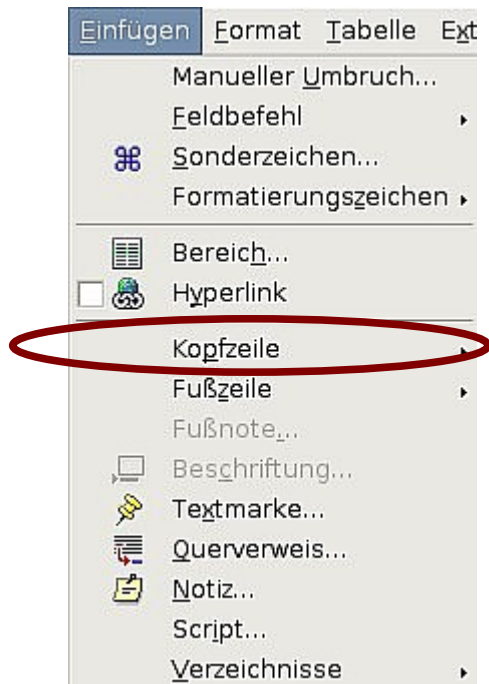 Einfügen Format Tabelle Ext
Manueller Umbruch...
Feldbefehl
Sonderzeichen...
Formatierungszeichen
Bereich...
Hyperlink
Kopfzeile
Fußzeile
Fußnote...
Beschriftung...
Textmarke...
Querverweis...
Notiz...
Script...
Verzeichnisse